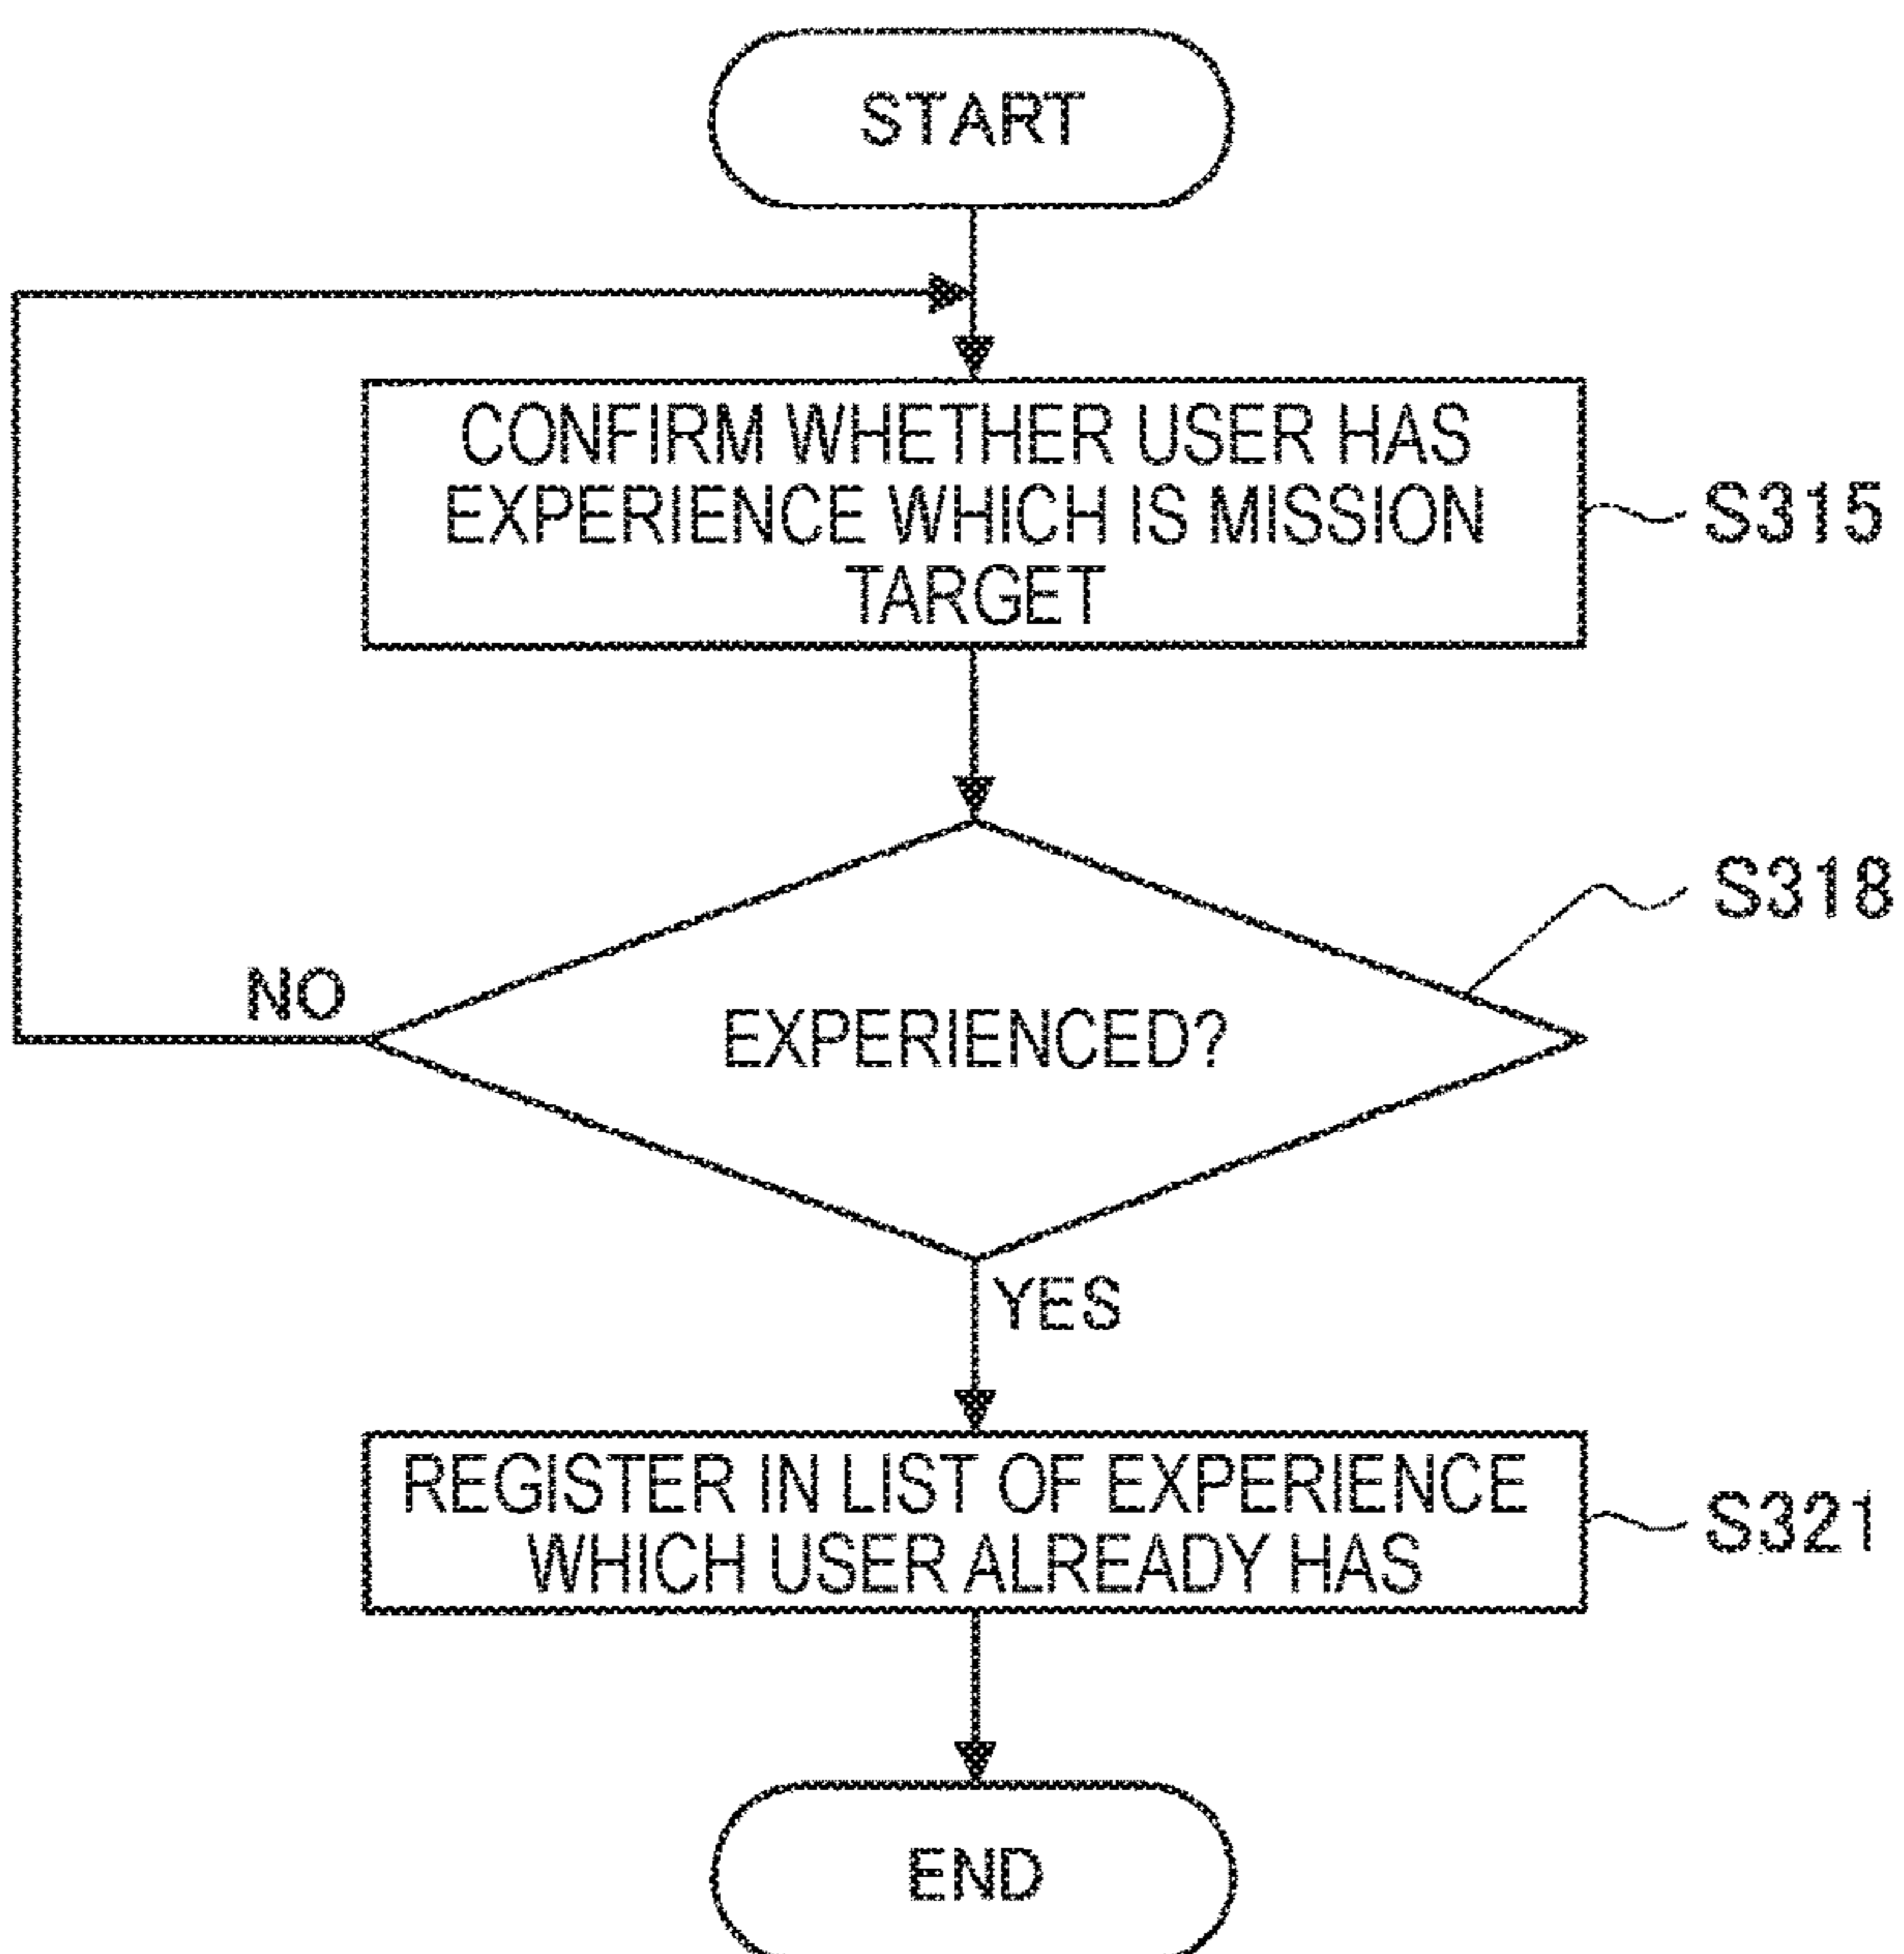 START
CONFIRM WHETHER USER HAS
EXPERIENCE WHICH IS MISSION
TARGET
S315
S318
NO
EXPERIENCED?
YES
REGISTER IN LIST OF EXPERIENCE
WHICH USER ALREADY HAS
S321
END